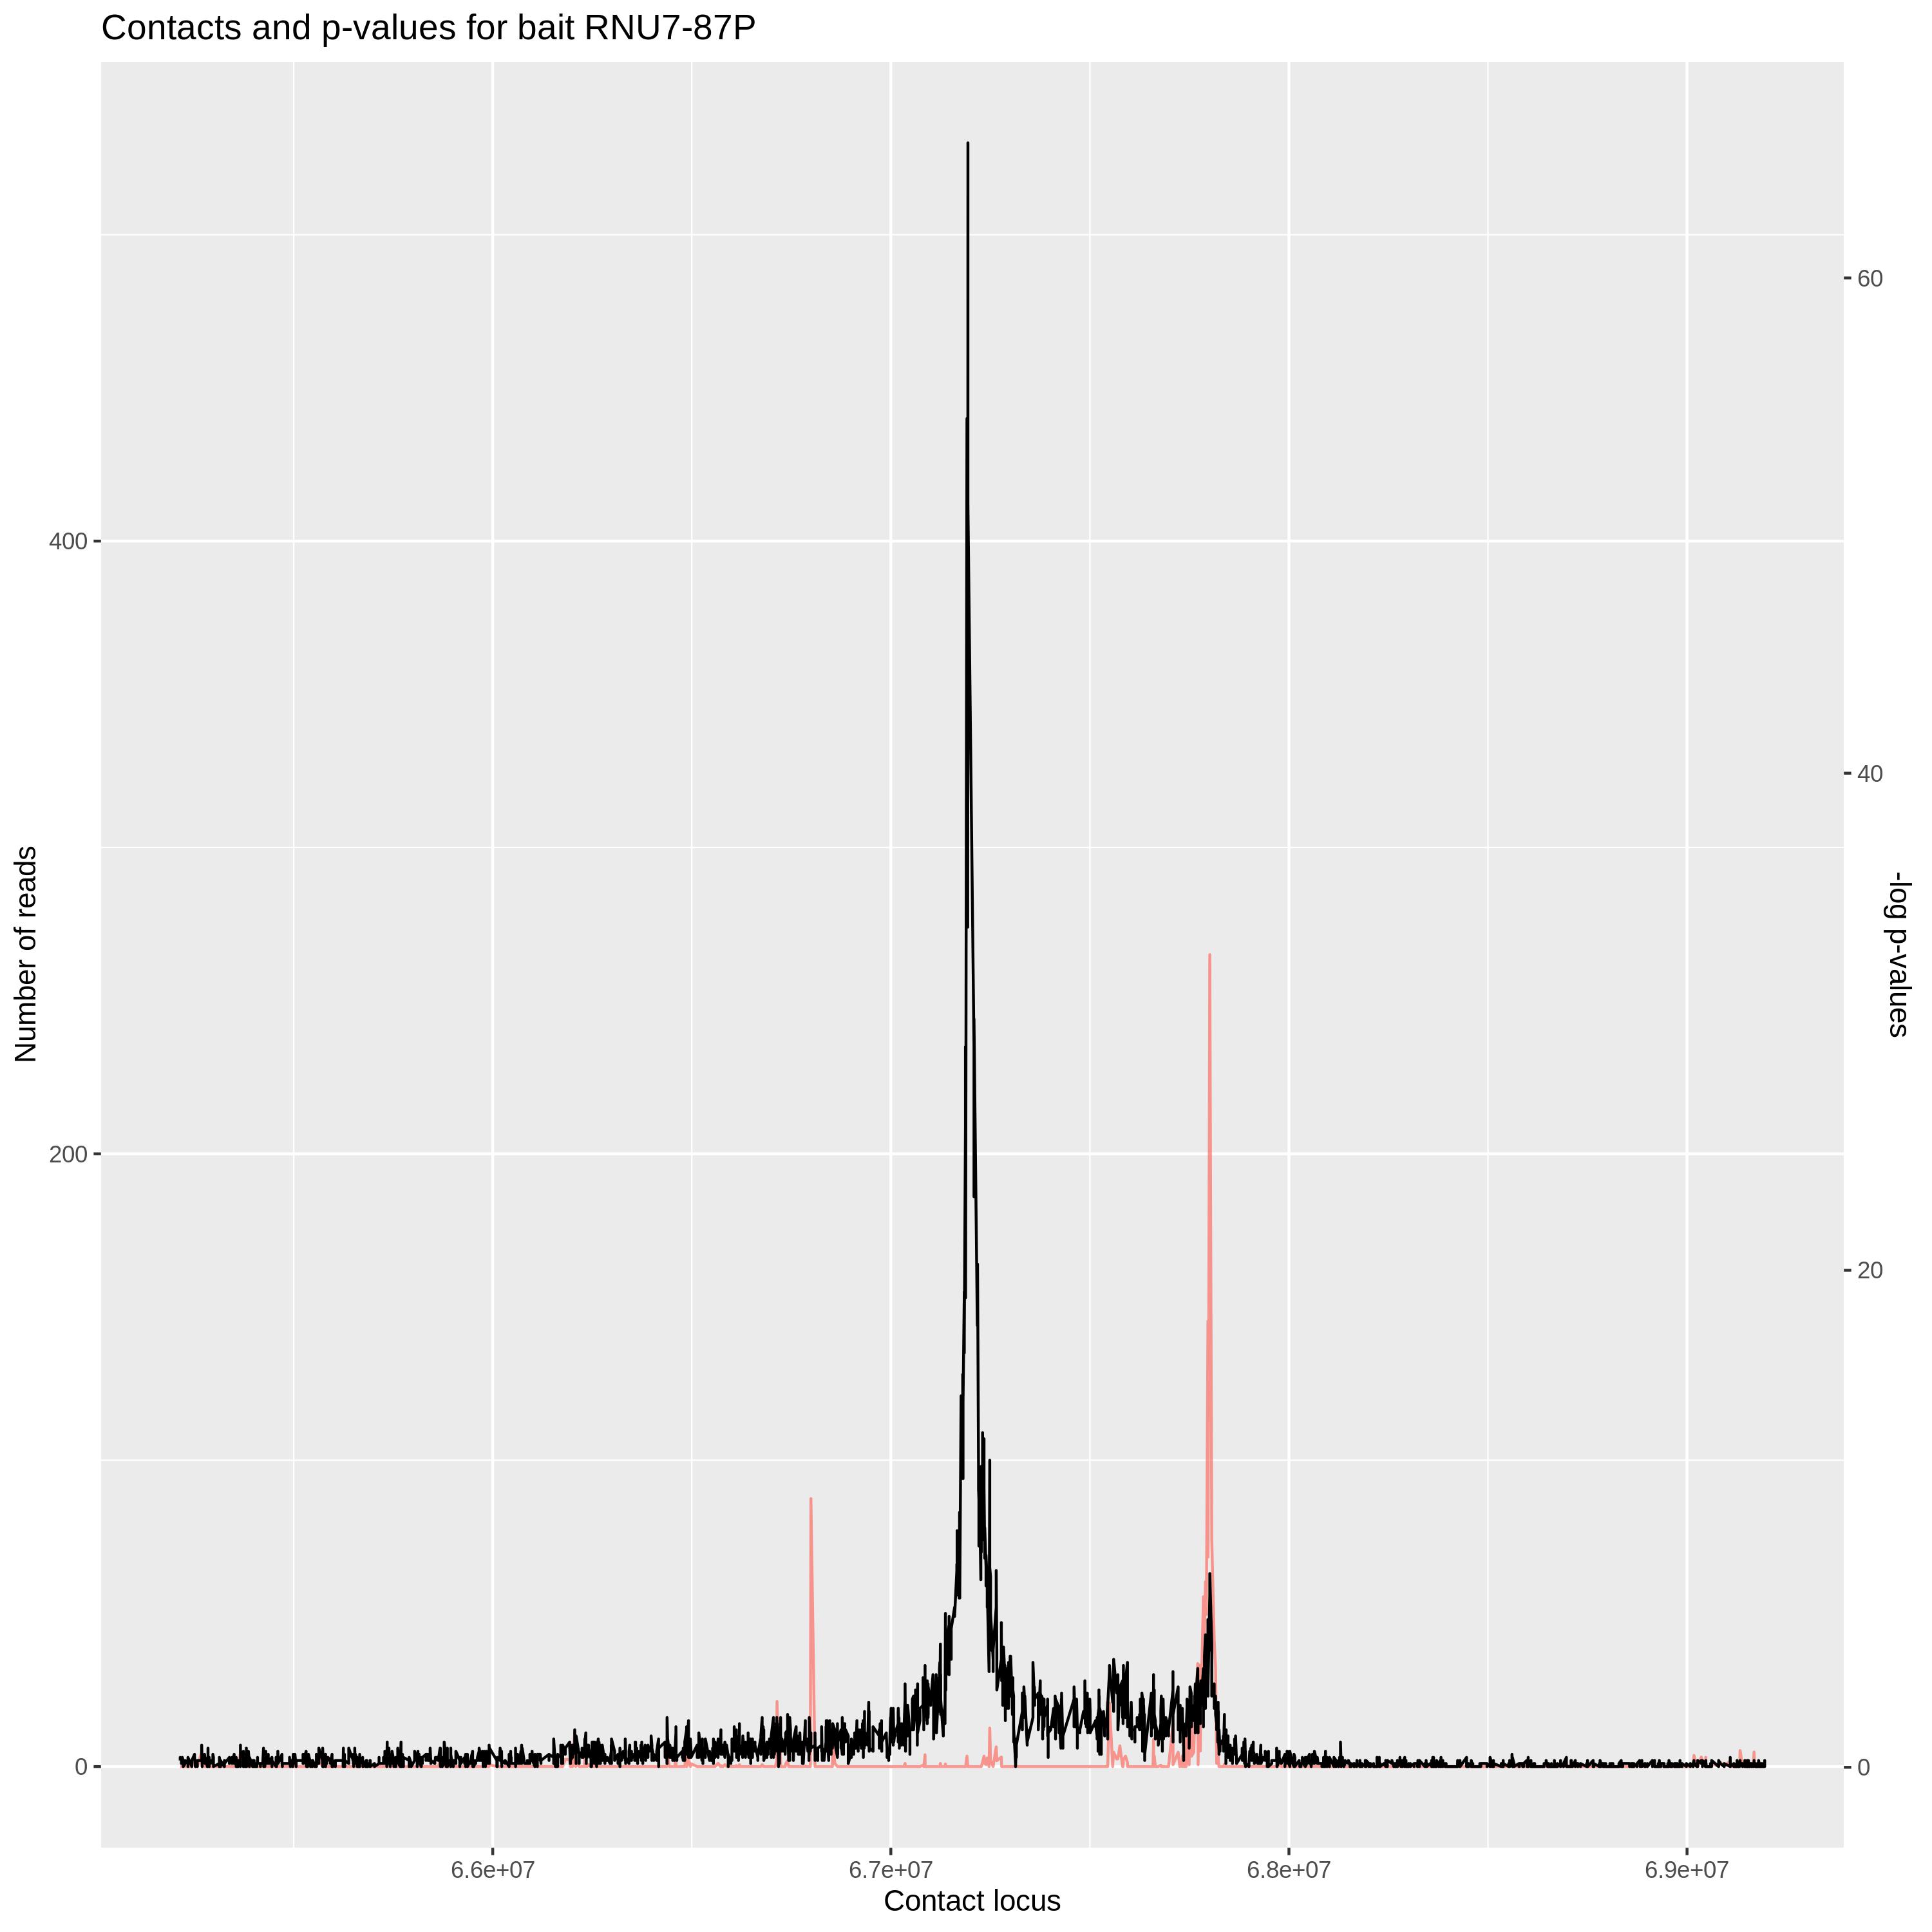 Contacts and p-values for bait RNU7-87P
Number of reads
400
200
0
60
40
20
0
-log p-values
6.6e+07
6.7e+07
6.8e+07
6.9e+07
Contact locus